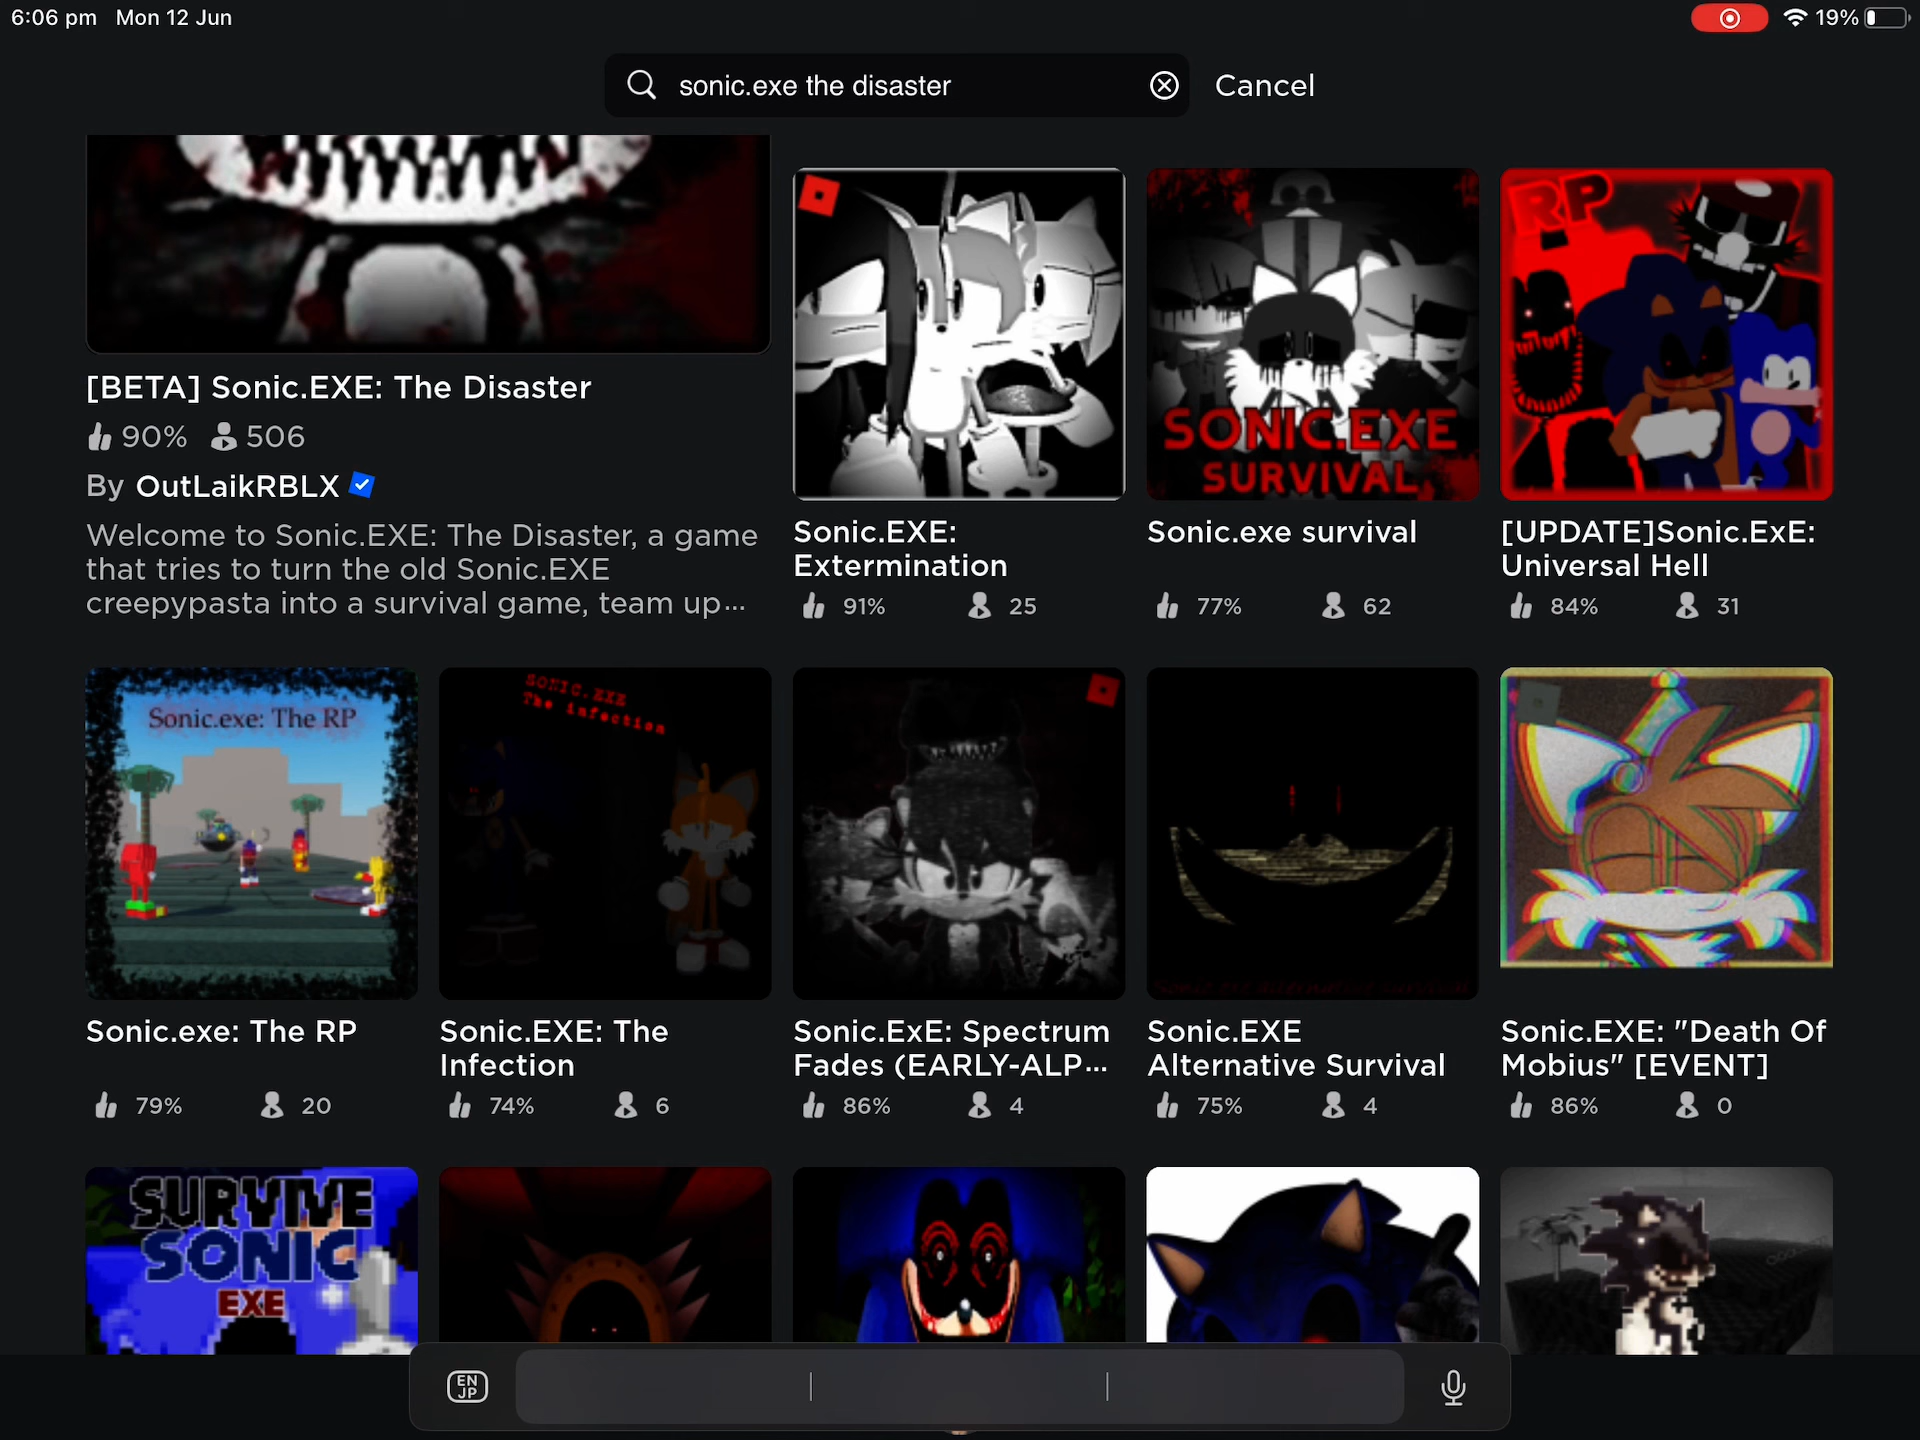 6:06 pm Mon 12 Jun
19%
sonic.exe the disaster
Cancel
[BETA] Sonic.EXE: The Disaster
90% 506
By OutLaikRBLX
Welcome to Sonic.EXE: The Disaster, a game
that tries to turn the old Sonic.EXE
creepypasta into a survival game, team up...
Sonic.EXE:
Extermination
91% 25
SONIC.EXE
SURVIVAL
Sonic.exe survival
77% 62
RP
[UPDATE]Sonic.ExE:
Universal Hell
84% 31
Sonic.exe: The RP
Sonic.exe: The RP
79% 20
SONIC.EXE
The infection
Sonic.EXE: The
Infection
74% 6
Sonic.ExE: Spectrum
Fades (EARLY-ALP...
86% 4
Sonic.exe alternative survival
Sonic.EXE
Alternative Survival
75% 4
Sonic.EXE: "Death Of
Mobius" [EVENT]
86% 0
SURVIVE
SONIC
EXE
EN
JP